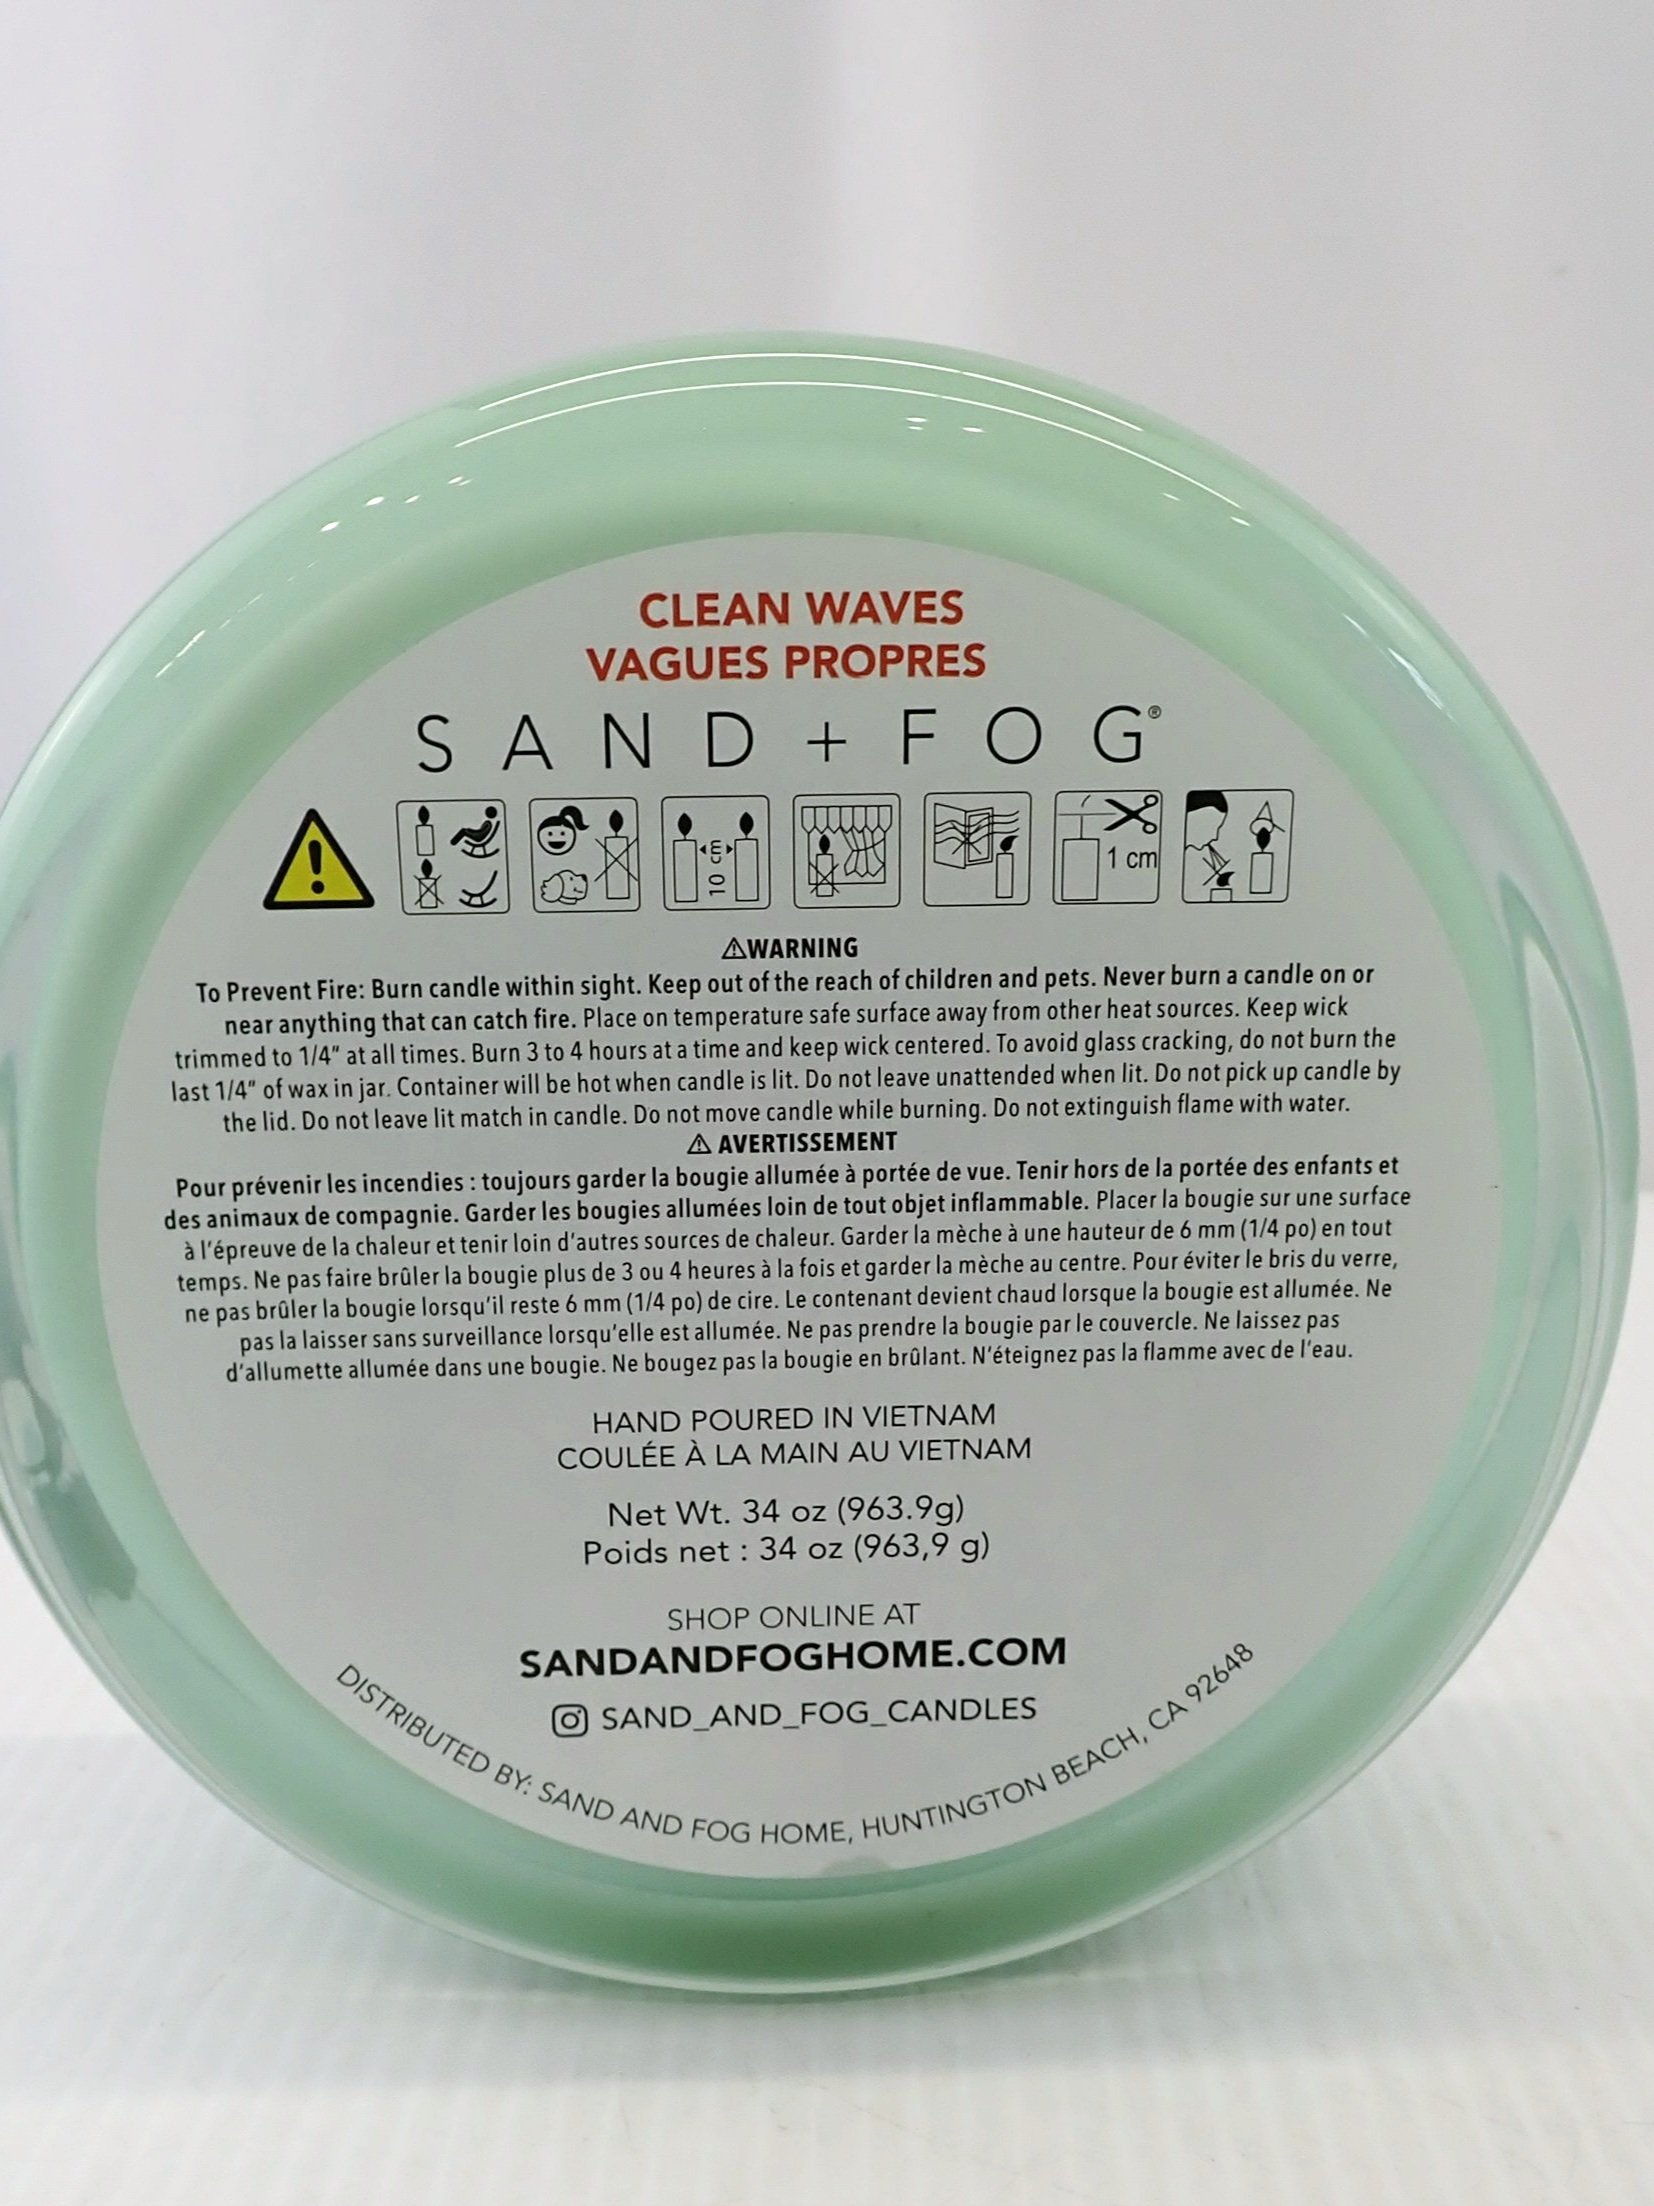 CLEAN WAVES
VAGUES PROPRES
SAND + FOG®
10 cm
1 cm
⚠WARNING
To Prevent Fire: Burn candle within sight. Keep out of the reach of children and pets. Never burn a candle on or
near anything that can catch fire. Place on temperature safe surface away from other heat sources. Keep wick
trimmed to 1/4" at all times. Burn 3 to 4 hours at a time and keep wick centered. To avoid glass cracking, do not burn the
last 1/4" of wax in jar. Container will be hot when candle is lit. Do not leave unattended when lit. Do not pick up candle by
the lid. Do not leave lit match in candle. Do not move candle while burning. Do not extinguish flame with water.
⚠ AVERTISSEMENT
Pour prévenir les incendies : toujours garder la bougie allumée à portée de vue. Tenir hors de la portée des enfants et
des animaux de compagnie. Garder les bougies allumées loin de tout objet inflammable. Placer la bougie sur une surface
à l'épreuve de la chaleur et tenir loin d'autres sources de chaleur. Garder la mèche à une hauteur de 6 mm (1/4 po) en tout
temps. Ne pas faire brûler la bougie plus de 3 ou 4 heures à la fois et garder la mèche au centre. Pour éviter le bris du verre,
ne pas brûler la bougie lorsqu'il reste 6 mm (1/4 po) de cire. Le contenant devient chaud lorsque la bougie est allumée. Ne
pas la laisser sans surveillance lorsqu'elle est allumée. Ne pas prendre la bougie par le couvercle. Ne laissez pas
d'allumette allumée dans une bougie. Ne bougez pas la bougie en brûlant. N'éteignez pas la flamme avec de l'eau.
HAND POURED IN VIETNAM
COULÉE À LA MAIN AU VIETNAM
Net Wt. 34 oz (963.9g)
Poids net : 34 oz (963,9 g)
SHOP ONLINE AT
SANDANDFOGHOME.COM
SAND_AND_FOG_CANDLES
DISTRIBUTED BY: SAND AND FOG HOME, HUNTINGTON BEACH, CA 92648